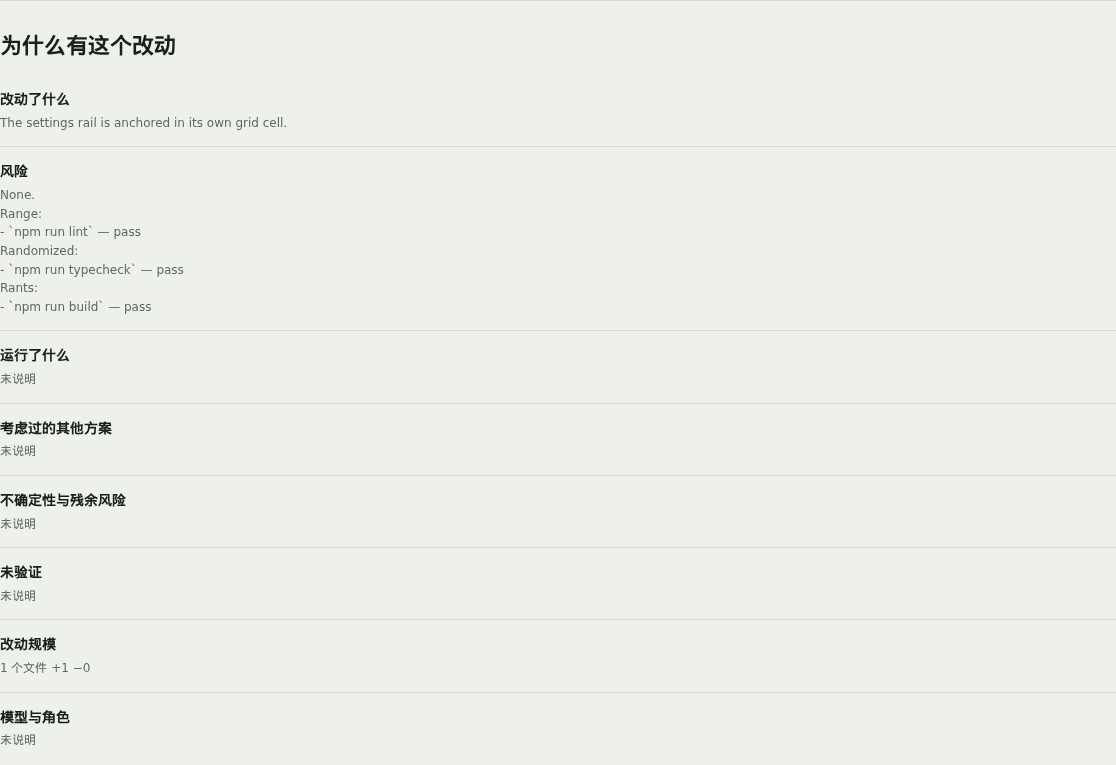 为什么有这个改动
改动了什么
The settings rail is anchored in its own grid cell.
风险
None.
Range:
- `npm run lint` — pass
Randomized:
- `npm run typecheck` — pass
Rants:
- `npm run build` — pass
运行了什么
未说明
考虑过的其他方案
未说明
不确定性与残余风险
未说明
未验证
未说明
改动规模
1 个文件 +1 −0
模型与角色
未说明